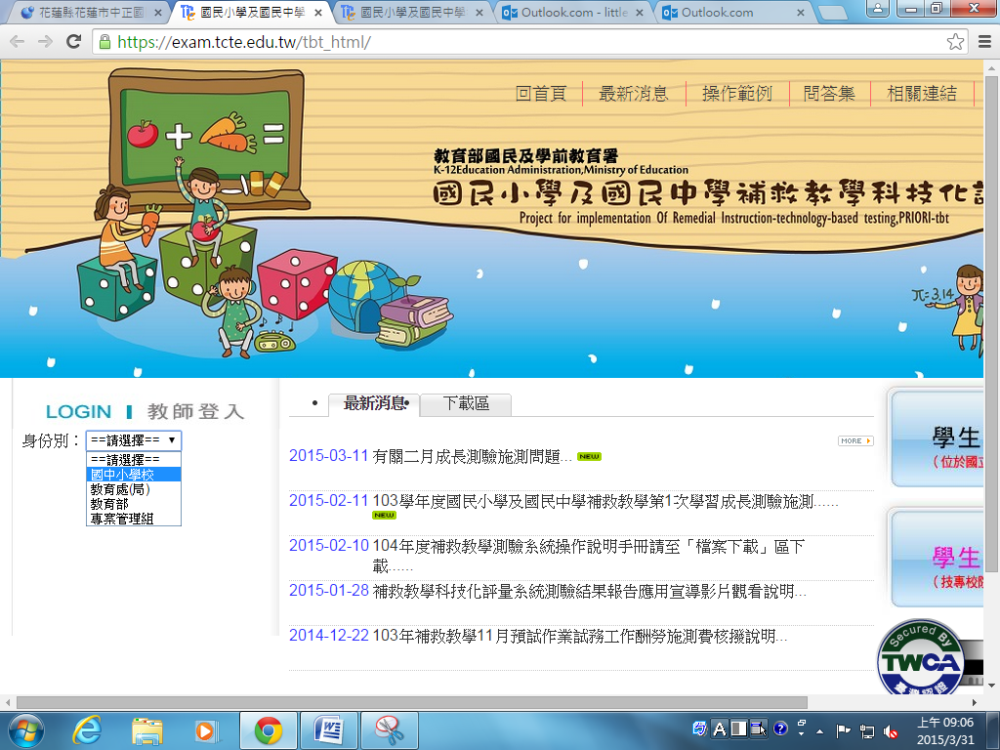 花蓮縣花蓮市中正國
國民小學及國民中學
國民小學及國民中學
Outlook.com - little
Outlook.com
https://exam.tcte.edu.tw/tbt_html/
回首頁
最新消息
操作範例
問答集
相關連結
教育部國民及學前教育署
K-12Education Administration,Ministry of Education
國民小學及國民中學補救教學科技化評
Project for implementation Of Remedial Instruction-technology-based testing,PRIORI-tbt
π=3.14
LOGIN 教師登入
最新消息
下載區
身份別：
==請選擇==
==請選擇==
國中小學校
教育處(局)
教育部
專案管理組
MORE
2015-03-11 有關二月成長測驗施測問題... NEW
2015-02-11 103學年度國民小學及國民中學補救教學第1次學習成長測驗施測......
NEW
2015-02-10 104年度補救教學測驗系統操作說明手冊請至「檔案下載」區下
載......
2015-01-28 補救教學科技化評量系統測驗結果報告應用宣導影片觀看說明...
2014-12-22 103年補救教學11月預試作業試務工作酬勞施測費核撥說明...
學生
(位於國立
學生
(技專校院
Secured By
TWCA
臺灣認證
A
上午 09:06
2015/3/31